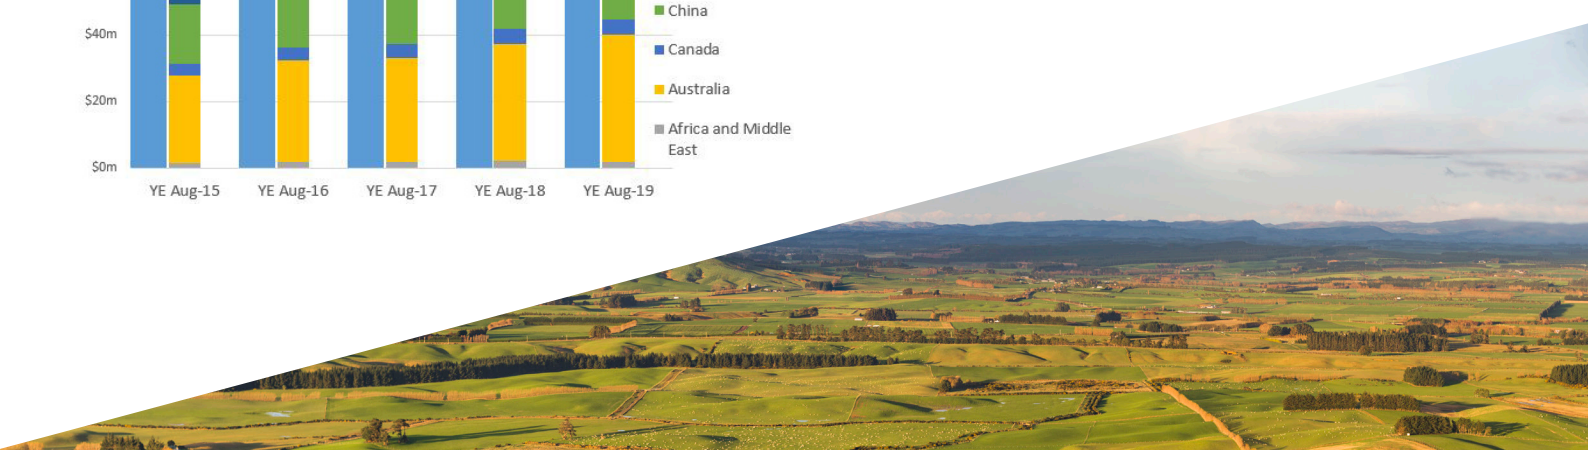 China
$40m
Canada
Australia
$20m
Africa and Middle
East
$0m
YE Aug-15 YE Aug-16 YE Aug-17 YE Aug-18 YE Aug-19